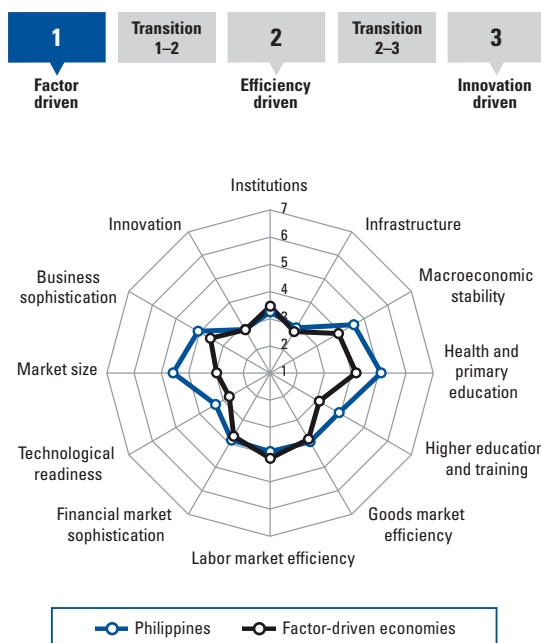 1
Transition
1–2
2
Transition
2–3
3
Factor
driven
Efficiency
driven
Innovation
driven
Institutions
7
6
5
4
3
2
1
Infrastructure
Macroeconomic
stability
Health and
primary
education
Higher education
and training
Goods market
efficiency
Labor market efficiency
Financial market
sophistication
Technological
readiness
Market size
Business
sophistication
Innovation
Philippines
Factor-driven economies